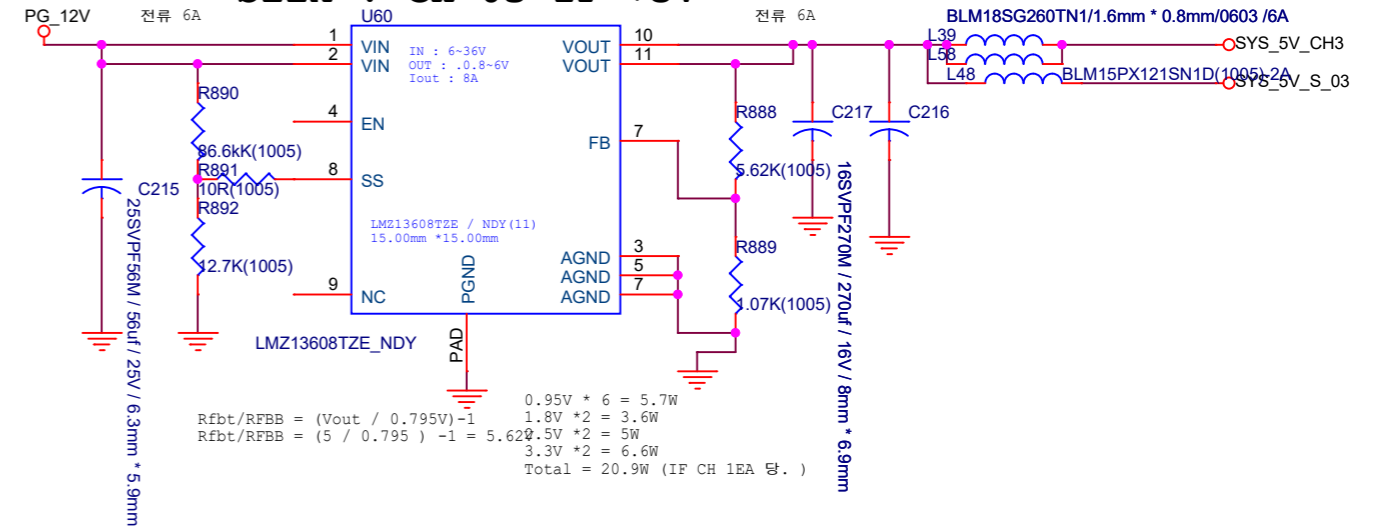 PG_12V
전류 6A
U60
전류 6A
BLM18SG260TN1/1.6mm * 0.8mm/0603 /6A
1
VIN
2
VIN
IN : 6~36V
OUT : .0.8~6V
Iout : 8A
VOUT
10
VOUT
11
L39
L58
L48
BLM15PX121SN1D(1005) 2A
SYS_5V_CH3
SYS_5V_S_03
R890
86.6kK(1005)
4
EN
FB
7
R888
5.62K(1005)
C217
C216
R891
10R(1005)
8
SS
C215
R892
12.7K(1005)
25SVPF56M / 56uf / 25V / 6.3mm * 5.9mm
16SVPF270M / 270uf / 16V / 8mm * 6.9mm
LMZ13608TZE / NDY(11)
15.00mm *15.00mm
R889
1.07K(1005)
AGND
3
AGND
5
AGND
7
9
NC
PGND
PAD
LMZ13608TZE_NDY
Rfbt/RFBB = (Vout / 0.795V)-1
Rfbt/RFBB = (5 / 0.795 ) -1 = 5.62
0.95V * 6 = 5.7W
1.8V *2 = 3.6W
2.5V *2 = 5W
3.3V *2 = 6.6W
Total = 20.9W (IF CH 1EA 당. )